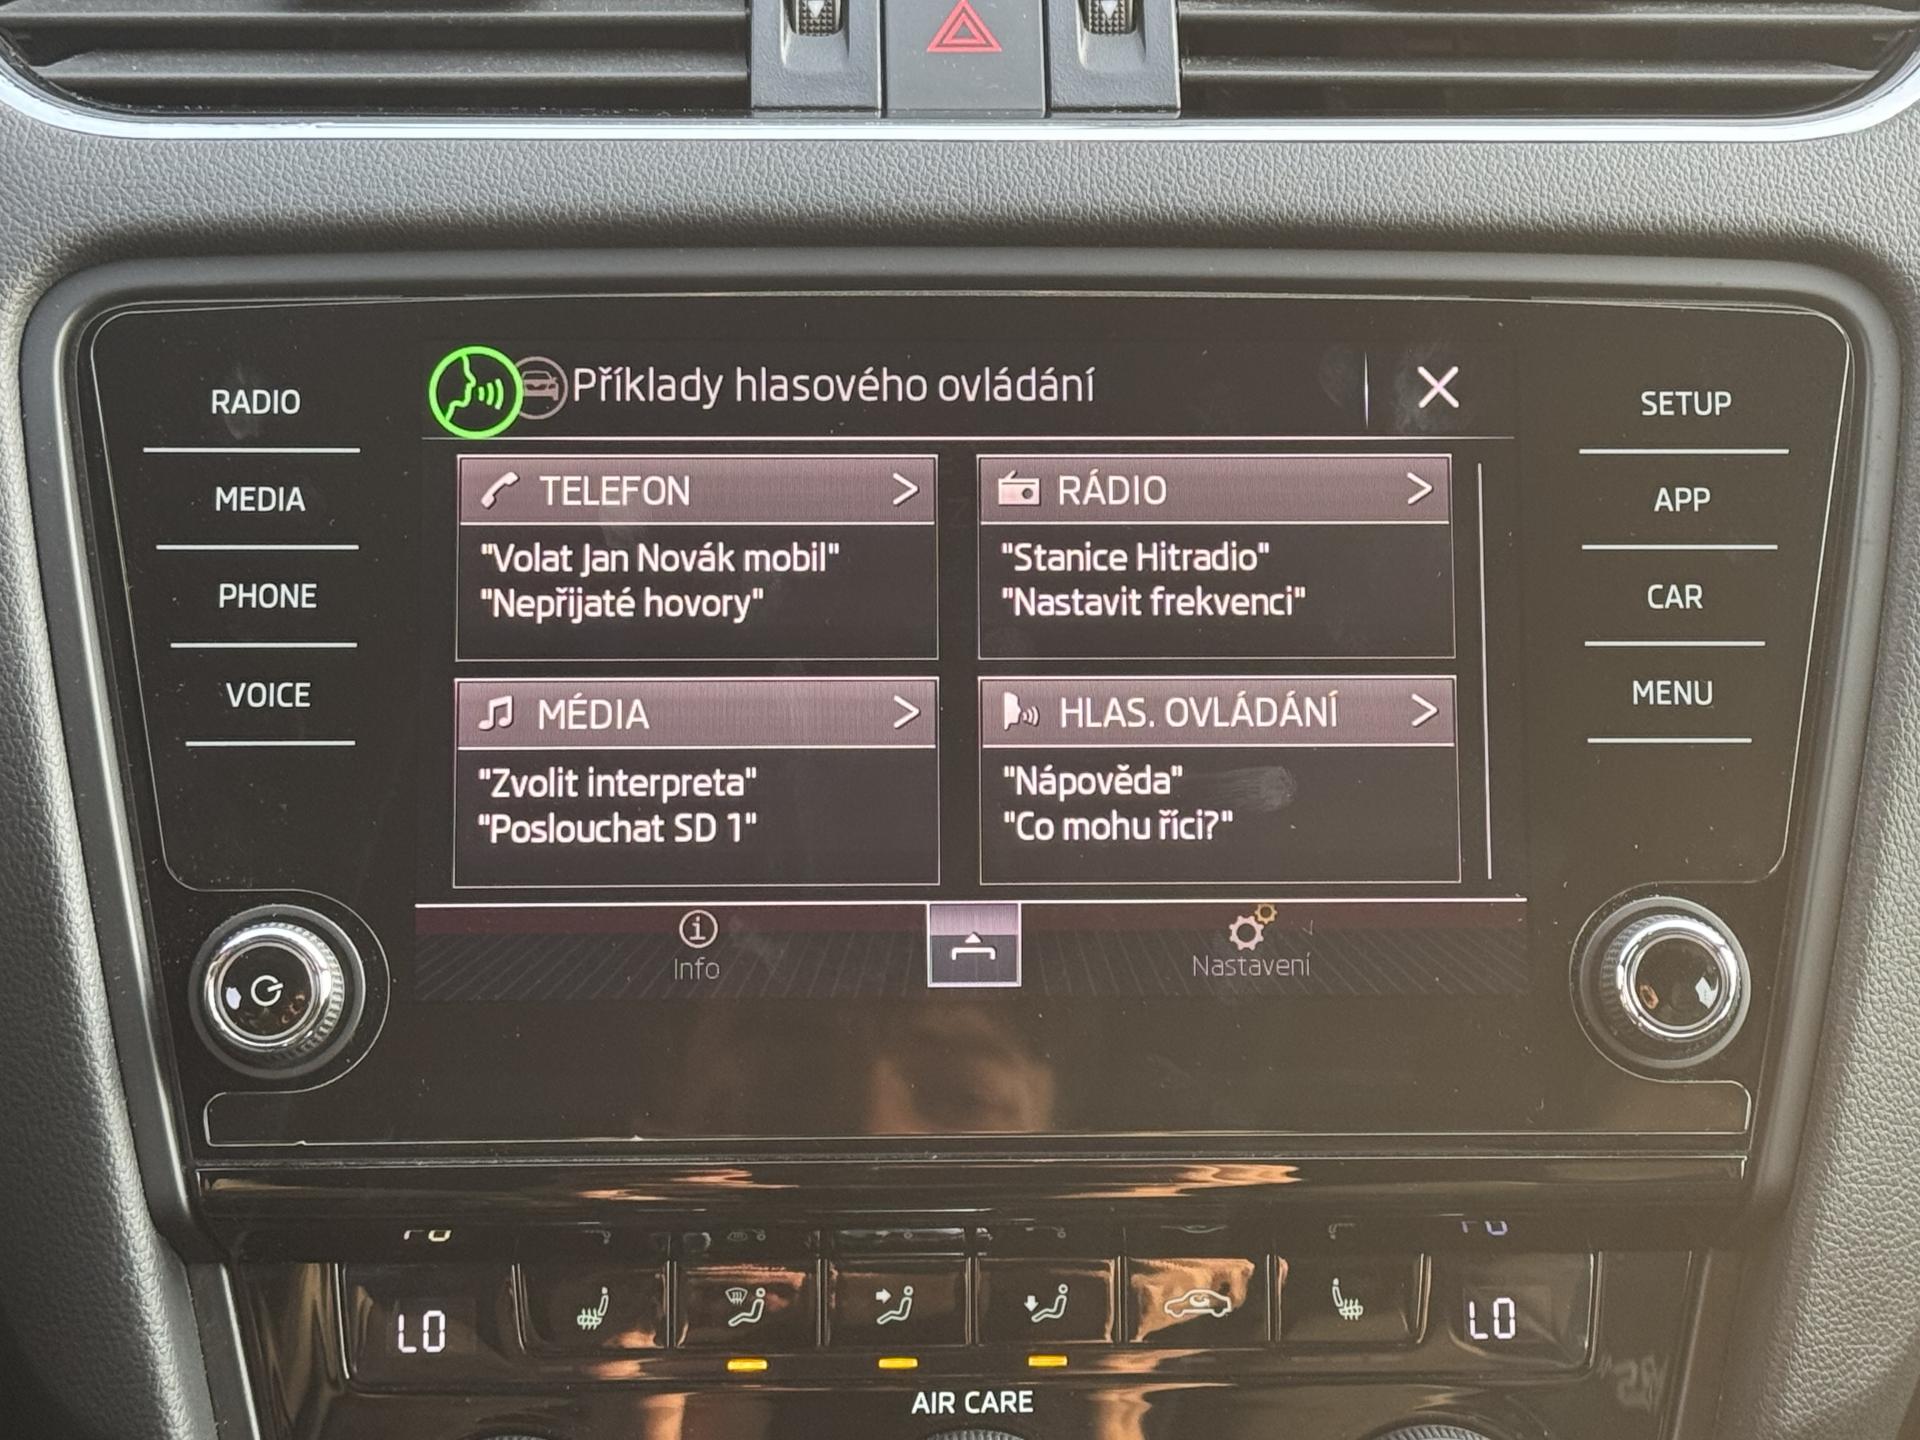 RADIO
MEDIA
PHONE
VOICE
Příklady hlasového ovládání
TELEFON
"Volat Jan Novák mobil"
"Nepřijaté hovory"
RÁDIO
"Stanice Hitradio"
"Nastavit frekvenci"
MÉDIA
"Zvolit interpreta"
"Poslouchat SD 1"
HLAS. OVLÁDÁNÍ
"Nápověda"
"Co mohu říci?"
Info
Nastavení
SETUP
APP
CAR
MENU
LO
LO
AIR CARE